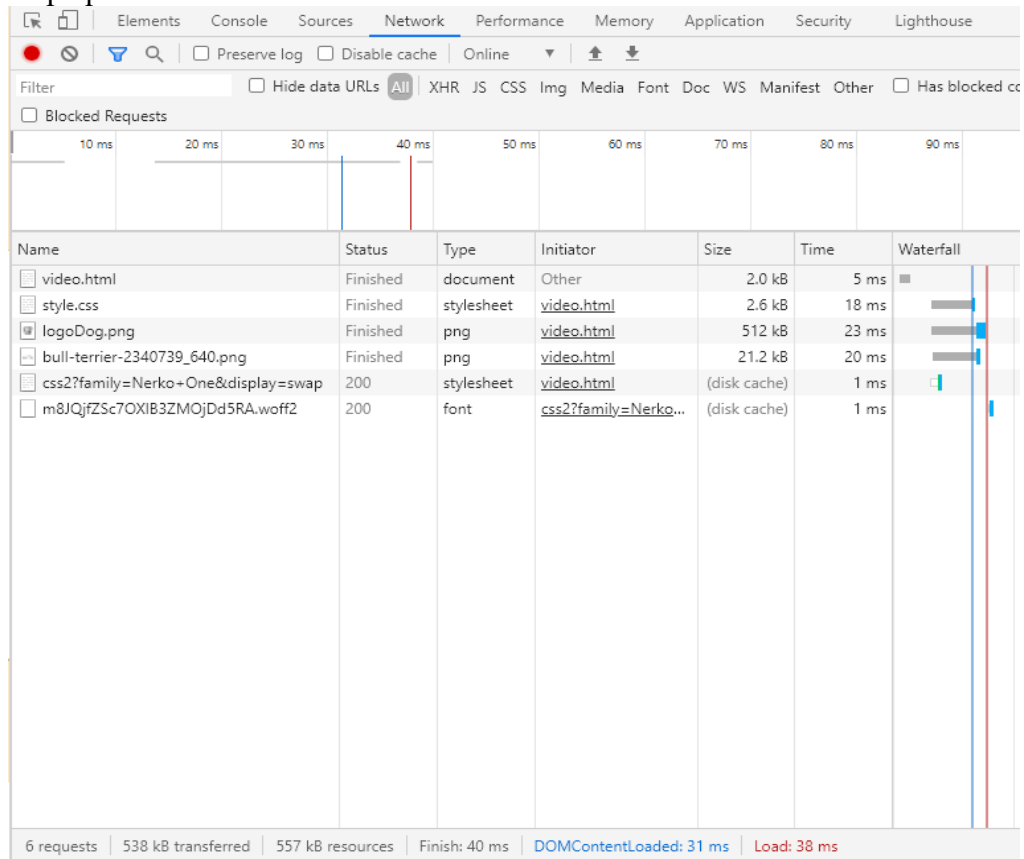 Elements Console Sources Network Performance Memory Application Security Lighthouse
Preserve log Disable cache Online
Filter Hide data URLs All XHR JS CSS Img Media Font Doc WS Manifest Other Has blocked co
Blocked Requests
10 ms 20 ms 30 ms 40 ms 50 ms 60 ms 70 ms 80 ms 90 ms
Name Status Type Initiator Size Time Waterfall
video.html Finished document Other 2.0 kB 5 ms
style.css Finished stylesheet video.html 2.6 kB 18 ms
logoDog.png Finished png video.html 512 kB 23 ms
bull-terrier-2340739_640.png Finished png video.html 21.2 kB 20 ms
css2?family=Nerko+One&display=swap 200 stylesheet video.html (disk cache) 1 ms
m8JQjfZSc7OXlB3ZMOjDd5RA.woff2 200 font css2?family=Nerko... (disk cache) 1 ms
6 requests 538 kB transferred 557 kB resources Finish: 40 ms DOMContentLoaded: 31 ms Load: 38 ms